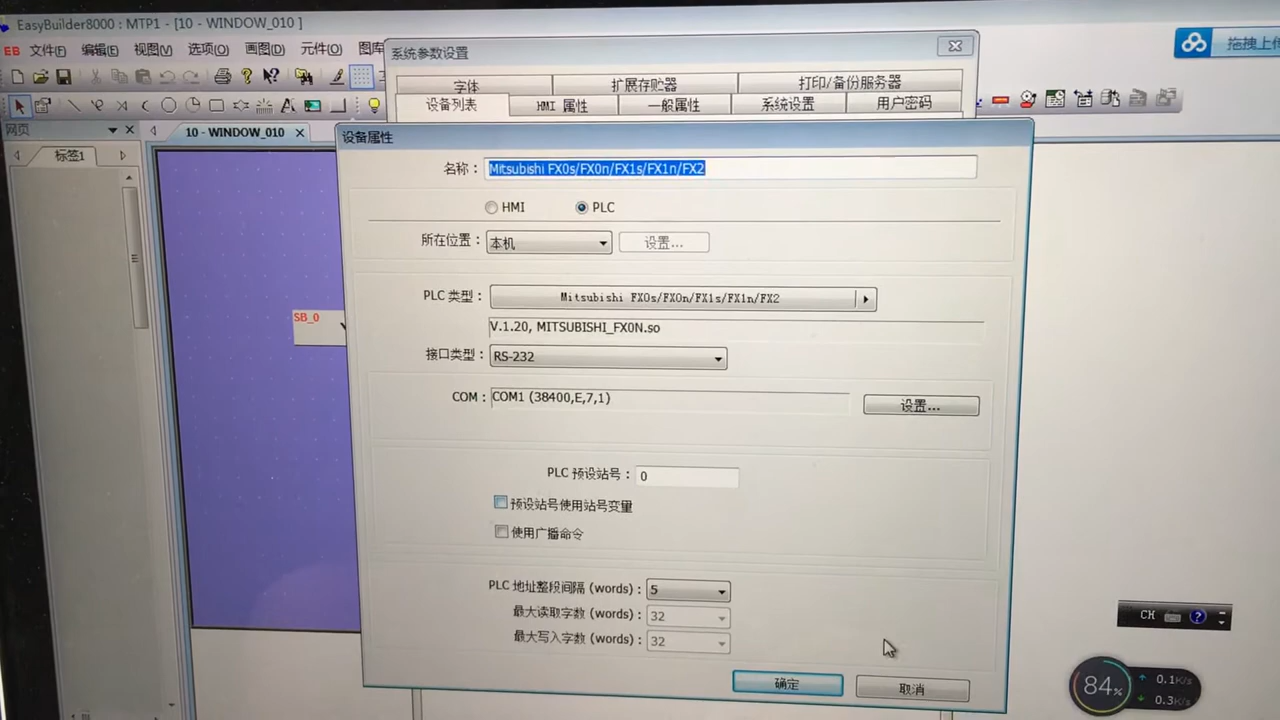 EasyBuilder8000 : MTP1 - [10 - WINDOW_010 ]
EB 文件(F) 编辑(E) 视图(V) 选项(O) 画图(D) 元件(O) 图库
系统参数设置
拖拽上传
字体 扩展存贮器 打印/备份服务器
设备列表 HMI 属性 一般属性 系统设置 用户密码
网页
10 - WINDOW_010
标签1
设备属性
名称 : Mitsubishi FX0s/FX0n/FX1s/FX1n/FX2
HMI PLC
所在位置 : 本机 设置...
PLC 类型 : Mitsubishi FX0s/FX0n/FX1s/FX1n/FX2
V.1.20, MITSUBISHI_FX0N.so
SB_0
接口类型 : RS-232
COM : COM1 (38400,E,7,1) 设置...
PLC 预设站号 : 0
预设站号使用站号变量
使用广播命令
PLC 地址整段间隔 (words) : 5
最大读取字数 (words) : 32
最大写入字数 (words) : 32
确定 取消
CH
84%
0.1K/s
0.3K/s